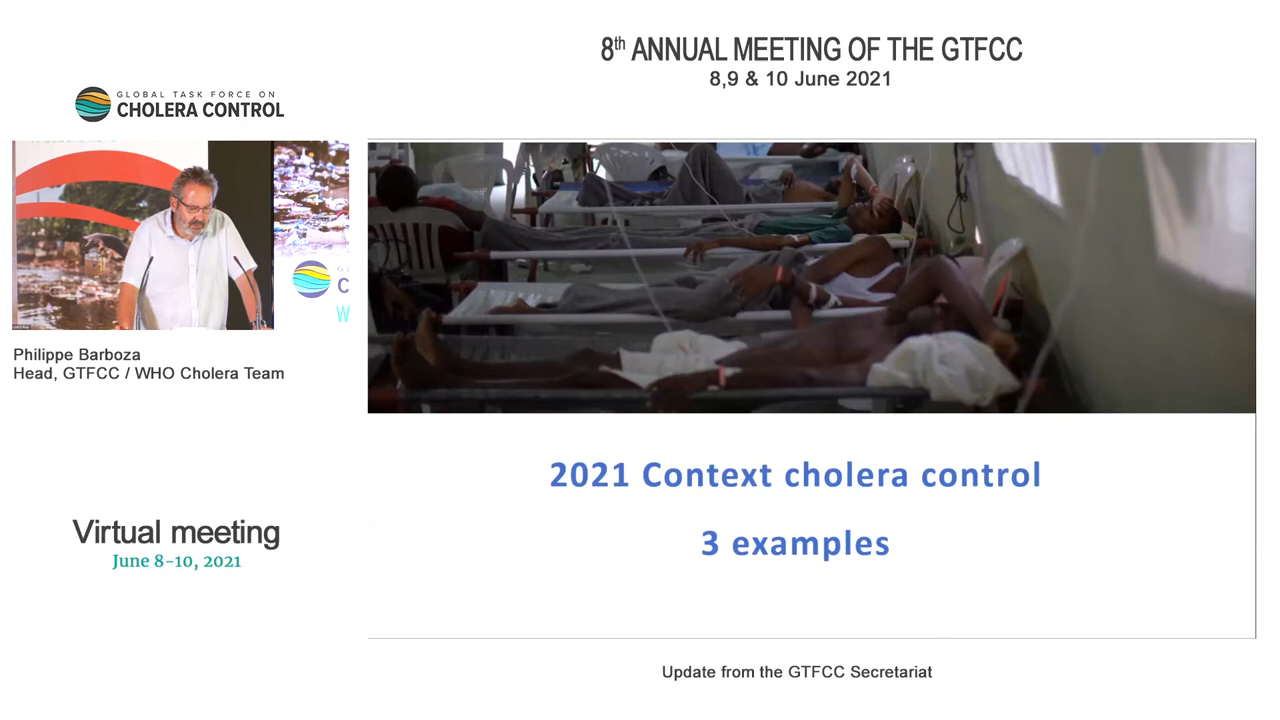 8th ANNUAL MEETING OF THE GTFCC
8,9 & 10 June 2021
GLOBAL TASK FORCE ON
CHOLERA CONTROL
G
C
W
Philippe Barboza
Head, GTFCC / WHO Cholera Team
2021 Context cholera control
3 examples
Virtual meeting
June 8-10, 2021
Update from the GTFCC Secretariat